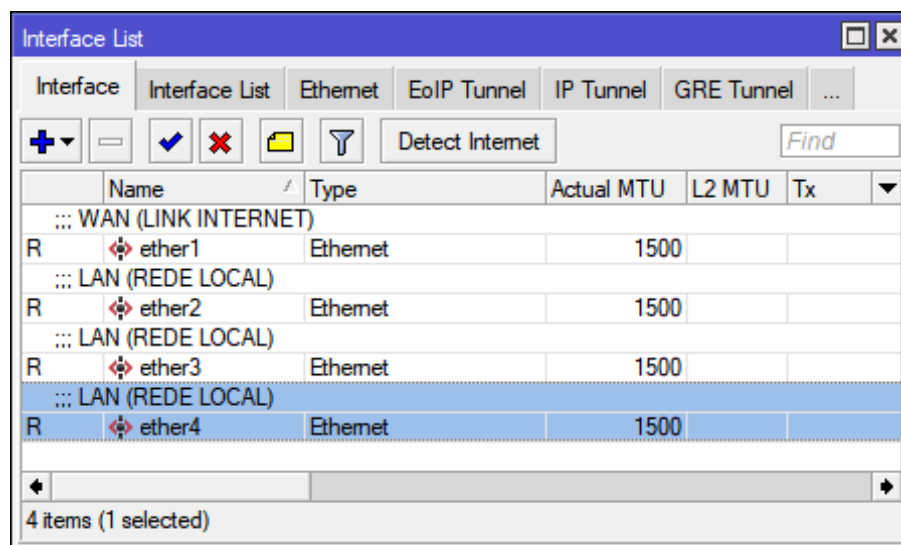 Interface List
Interface Interface List Ethernet EoIP Tunnel IP Tunnel GRE Tunnel ...
Detect Internet Find
Name Type Actual MTU L2 MTU Tx
;;; WAN (LINK INTERNET)
R ether1 Ethernet 1500
;;; LAN (REDE LOCAL)
R ether2 Ethernet 1500
;;; LAN (REDE LOCAL)
R ether3 Ethernet 1500
;;; LAN (REDE LOCAL)
R ether4 Ethernet 1500
4 items (1 selected)